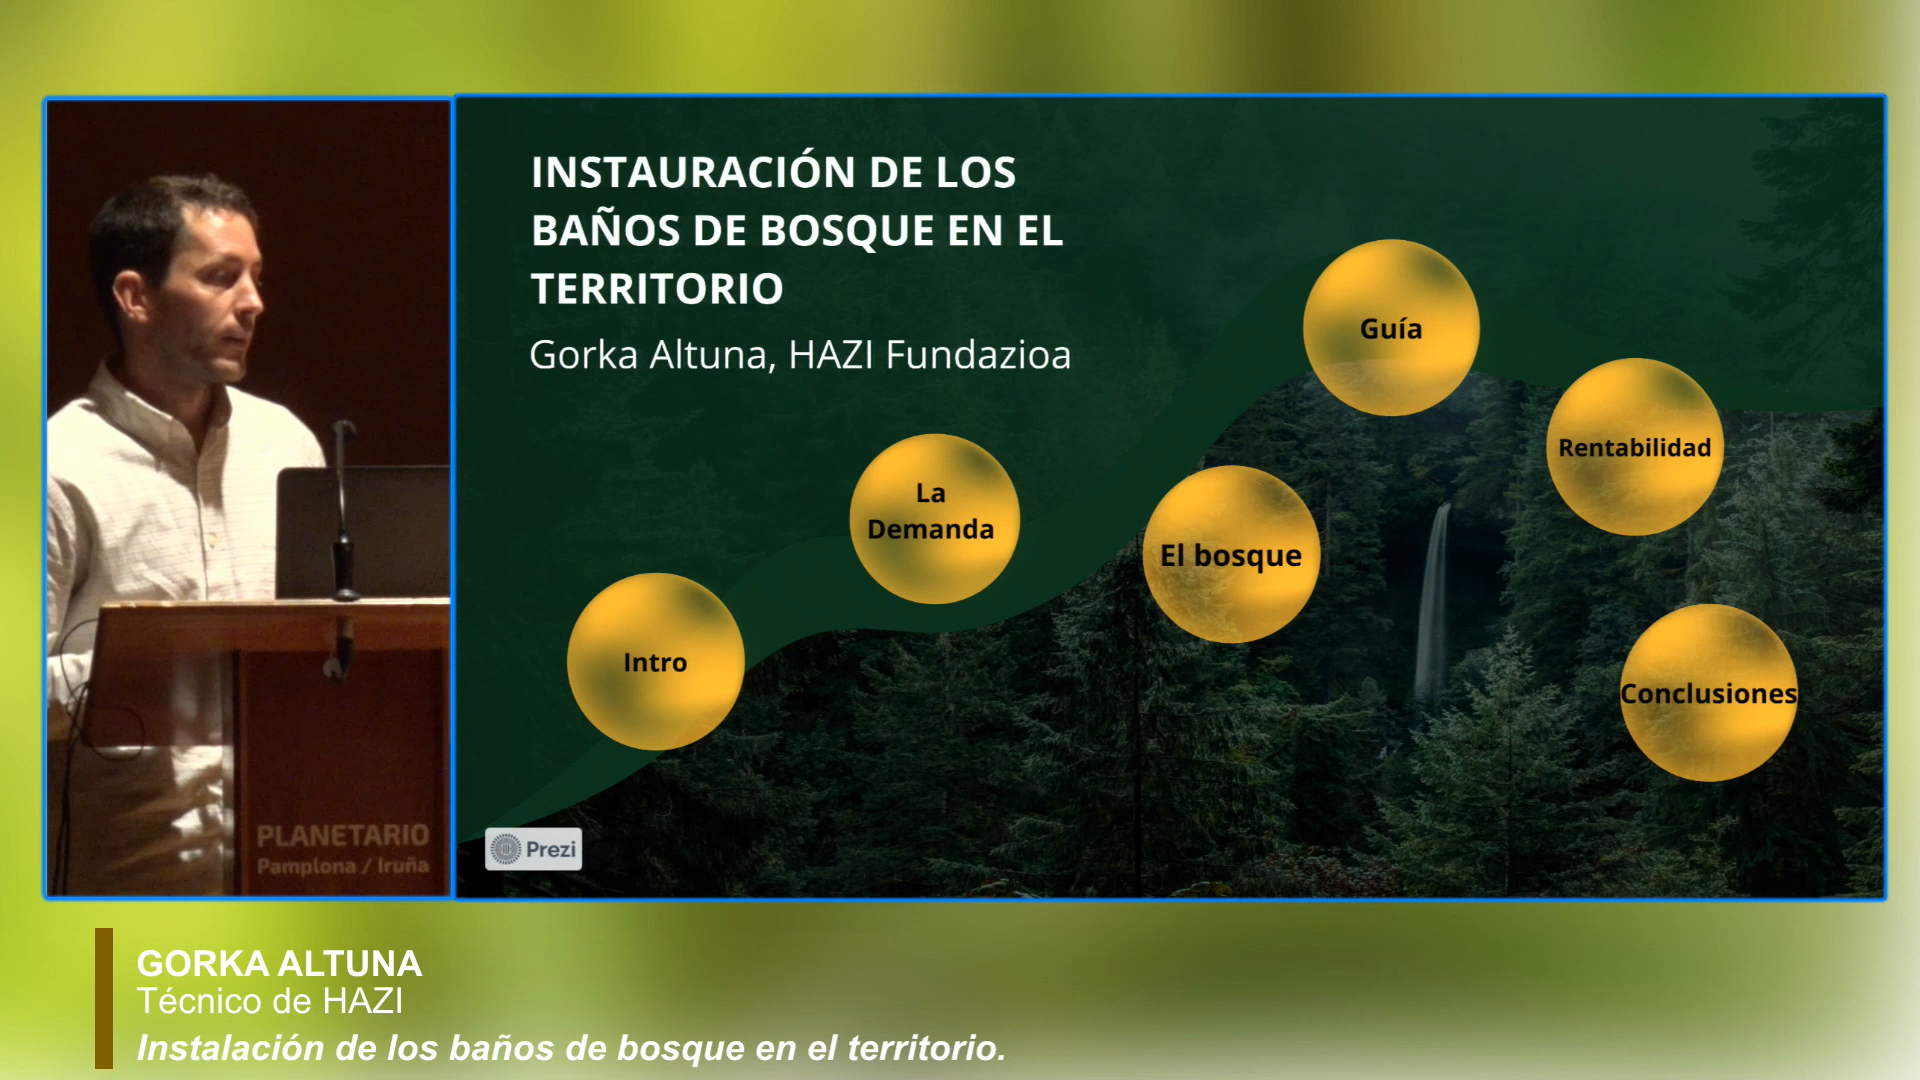 INSTAURACIÓN DE LOS
BAÑOS DE BOSQUE EN EL
TERRITORIO
Gorka Altuna, HAZI Fundazioa
Guía
Rentabilidad
La
Demanda
El bosque
Intro
Conclusiones
Prezi
PLANETARIO
Pamplona / Iruña
GORKA ALTUNA
Técnico de HAZI
Instalación de los baños de bosque en el territorio.